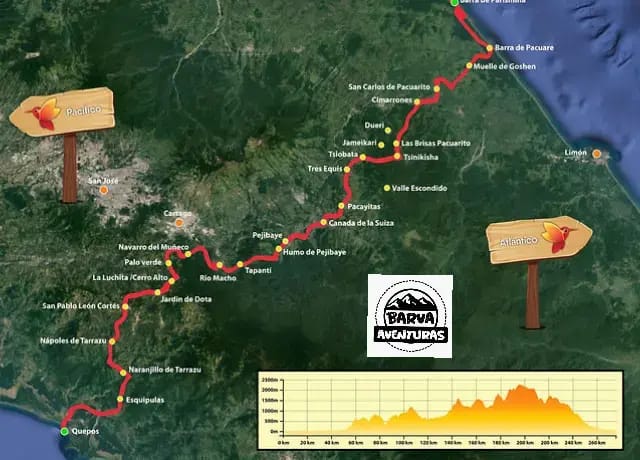 Barra de Parismina
Barra de Pacuare
Muelle de Goshen
San Carlos de Pacuarito
Cimarrones
Pacífico
Dueri
Jameikari
Las Brisas Pacuarito
Tsiobata
Tsinikisha
Limón
Tres Equis
San José
Valle Escondido
Pacayitas
Cartago
Canada de la Suiza
Atlántico
Pejibaye
Navarro del Muñeco
Humo de Pejibaye
Palo verde
Rio Macho
Tapantí
La Luchita /Cerro Alto
Jardin de Dota
San Pablo León Cortés
BARVA
AVENTURAS
Nápoles de Tarrazu
Naranjillo de Tarrazu
Esquipulas
Quepos
2500m
2000m
1500m
1000m
500m
0m
0 km 20 km 40 km 60 km 80 km 100 km 120 km 140 km 160 km 180 km 200 km 220 km 240 km 260 km